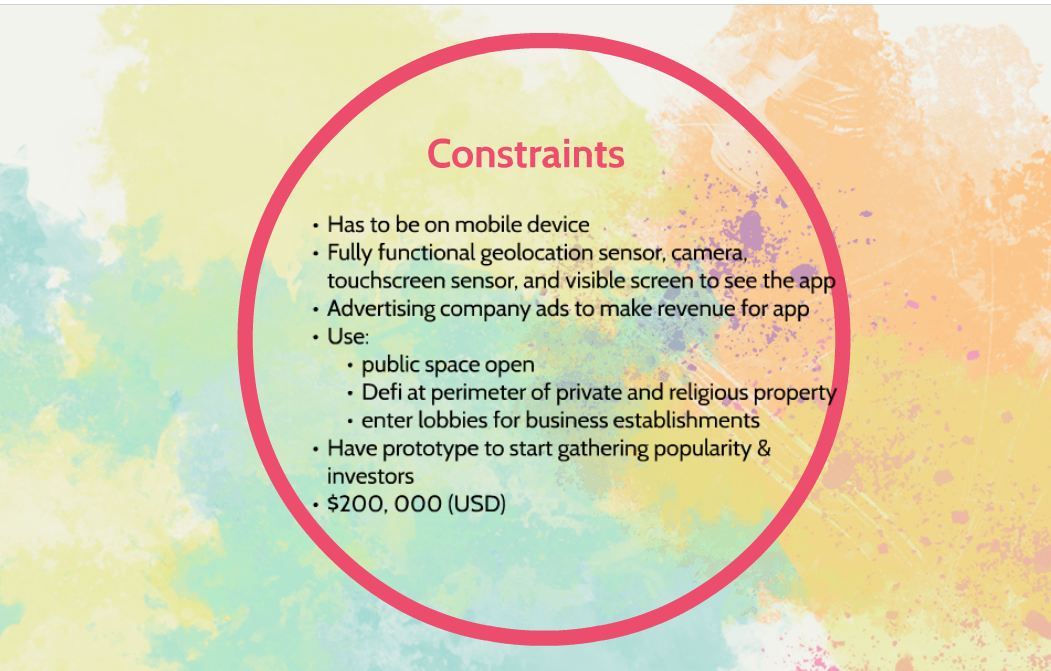 Constraints
• Has to be on mobile device
• Fully functional geolocation sensor, camera,
touchscreen sensor, and visible screen to see the app
• Advertising company ads to make revenue for app
• Use:
• public space open
• Defi at perimeter of private and religious property
• enter lobbies for business establishments
• Have prototype to start gathering popularity &
investors
• $200, 000 (USD)